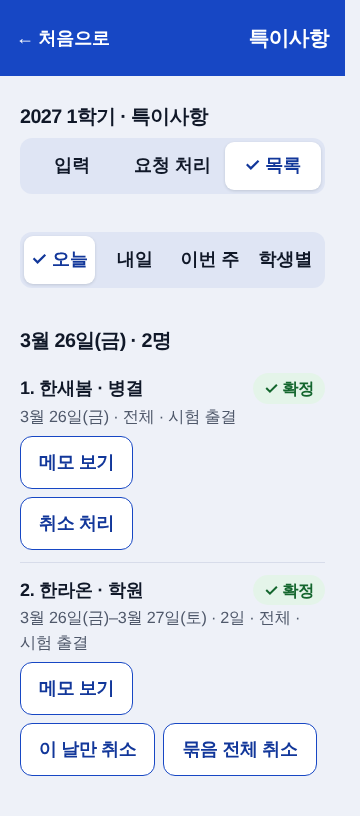 ← 처음으로 특이사항
2027 1학기 · 특이사항
입력 요청 처리 ✓ 목록
✓ 오늘 내일 이번 주 학생별
3월 26일(금) · 2명
1. 한새봄 · 병결 ✓ 확정
3월 26일(금) · 전체 · 시험 출결
메모 보기
취소 처리
2. 한라온 · 학원 ✓ 확정
3월 26일(금)–3월 27일(토) · 2일 · 전체 ·
시험 출결
메모 보기
이 날만 취소 묶음 전체 취소